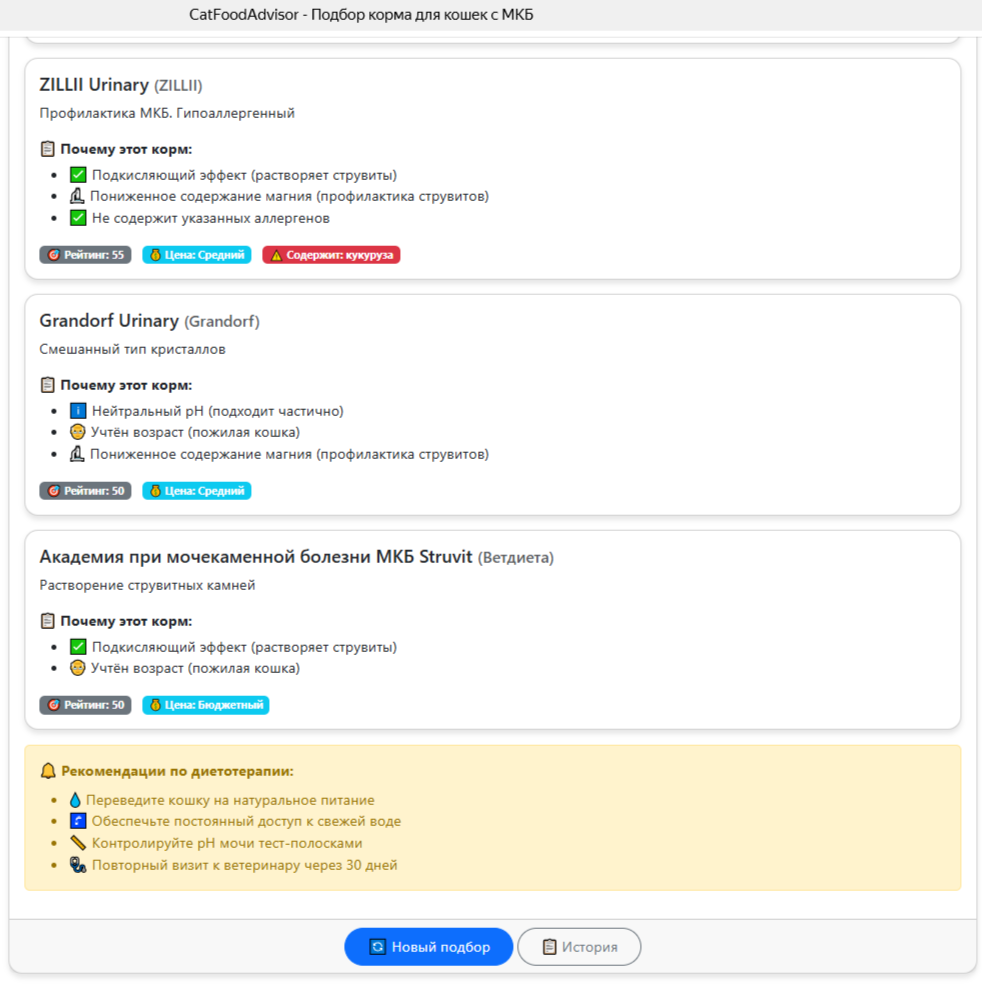 CatFoodAdvisor - Подбор корма для кошек с МКБ
ZILLII Urinary (ZILLII)
Профилактика МКБ. Гипоаллергенный
Почему этот корм:
Подкисляющий эффект (растворяет струвиты)
Пониженное содержание магния (профилактика струвитов)
Не содержит указанных аллергенов
Рейтинг: 55 Цена: Средний Содержит: кукуруза
Grandorf Urinary (Grandorf)
Смешанный тип кристаллов
Почему этот корм:
Нейтральный pH (подходит частично)
Учтён возраст (пожилая кошка)
Пониженное содержание магния (профилактика струвитов)
Рейтинг: 50 Цена: Средний
Академия при мочекаменной болезни МКБ Struvit (Ветдиета)
Растворение струвитных камней
Почему этот корм:
Подкисляющий эффект (растворяет струвиты)
Учтён возраст (пожилая кошка)
Рейтинг: 50 Цена: Бюджетный
Рекомендации по диетотерапии:
Переведите кошку на натуральное питание
Обеспечьте постоянный доступ к свежей воде
Контролируйте pH мочи тест-полосками
Повторный визит к ветеринару через 30 дней
Новый подбор История